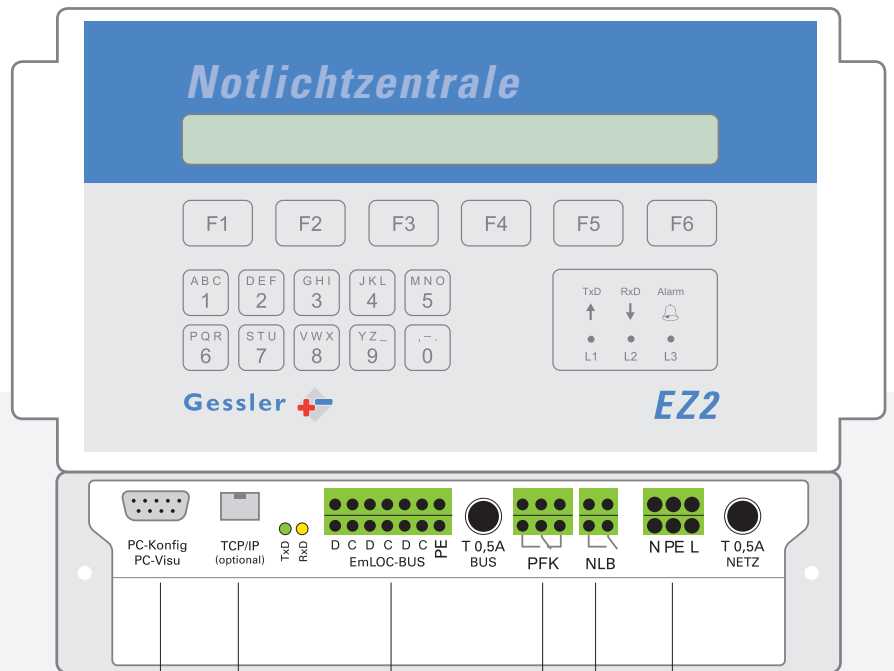 Notlichtzentrale
F1 F2 F3 F4 F5 F6
ABC DEF GHI JKL MNO
1 2 3 4 5
PQR STU VWX YZ_ ,–.
6 7 8 9 0
TxD RxD Alarm
L1 L2 L3
Gessler
EZ2
PC-Konfig
PC-Visu
TCP/IP
(optional)
TxD
RxD
D C D C D C PE
EmLOC-BUS
T 0,5A
BUS
PFK
NLB
N PE L
T 0,5A
NETZ